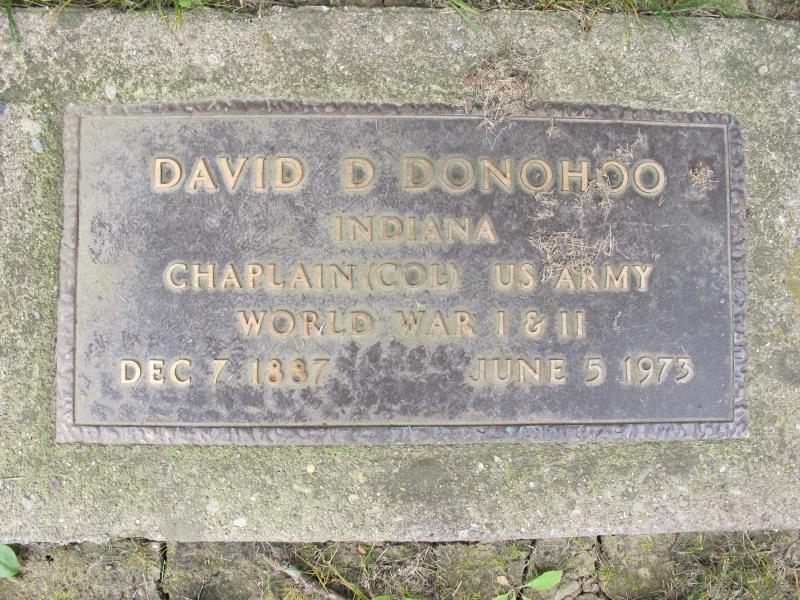 DAVID D DONOHOO
INDIANA
CHAPLAIN (COL) US ARMY
WORLD WAR I & II
DEC 7 1887 JUNE 5 1973